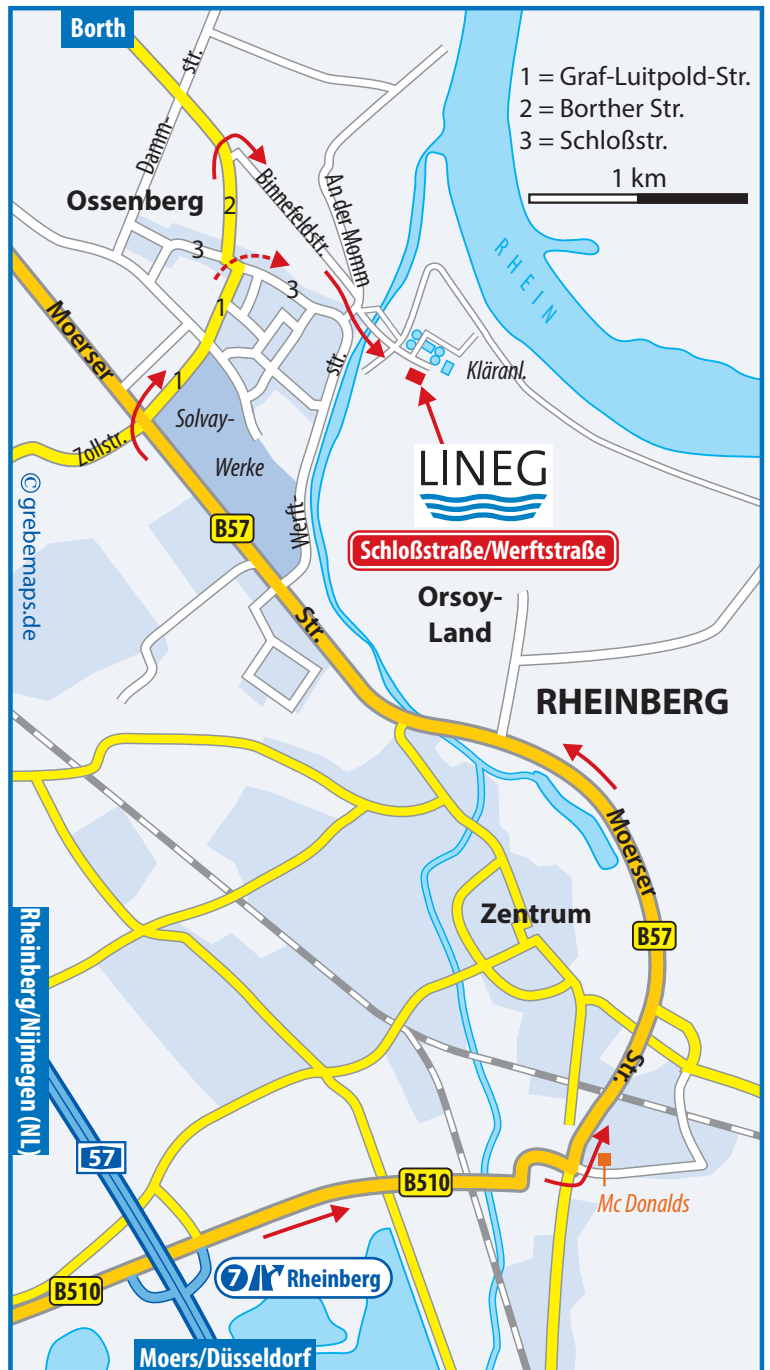 Borth
1 = Graf-Luitpold-Str.
2 = Borther Str.
3 = Schloßstr.
1 km
Damm-
str.
Ossenberg
2
Binnefeldstr.
An der Momm
RHEIN
3
3
1
Moerser
1
str.
Kläranl.
Solvay-
Werke
Zollstr.
LINEG
© grebemaps.de
B57
Werft-
Schloßstraße/Werftstraße
Orsoy-
Land
Str.
RHEINBERG
Moerser
Zentrum
B57
Rheinberg/Nijmegen (NL)
Str.
57
B510
Mc Donalds
7 Rheinberg
B510
Moers/Düsseldorf